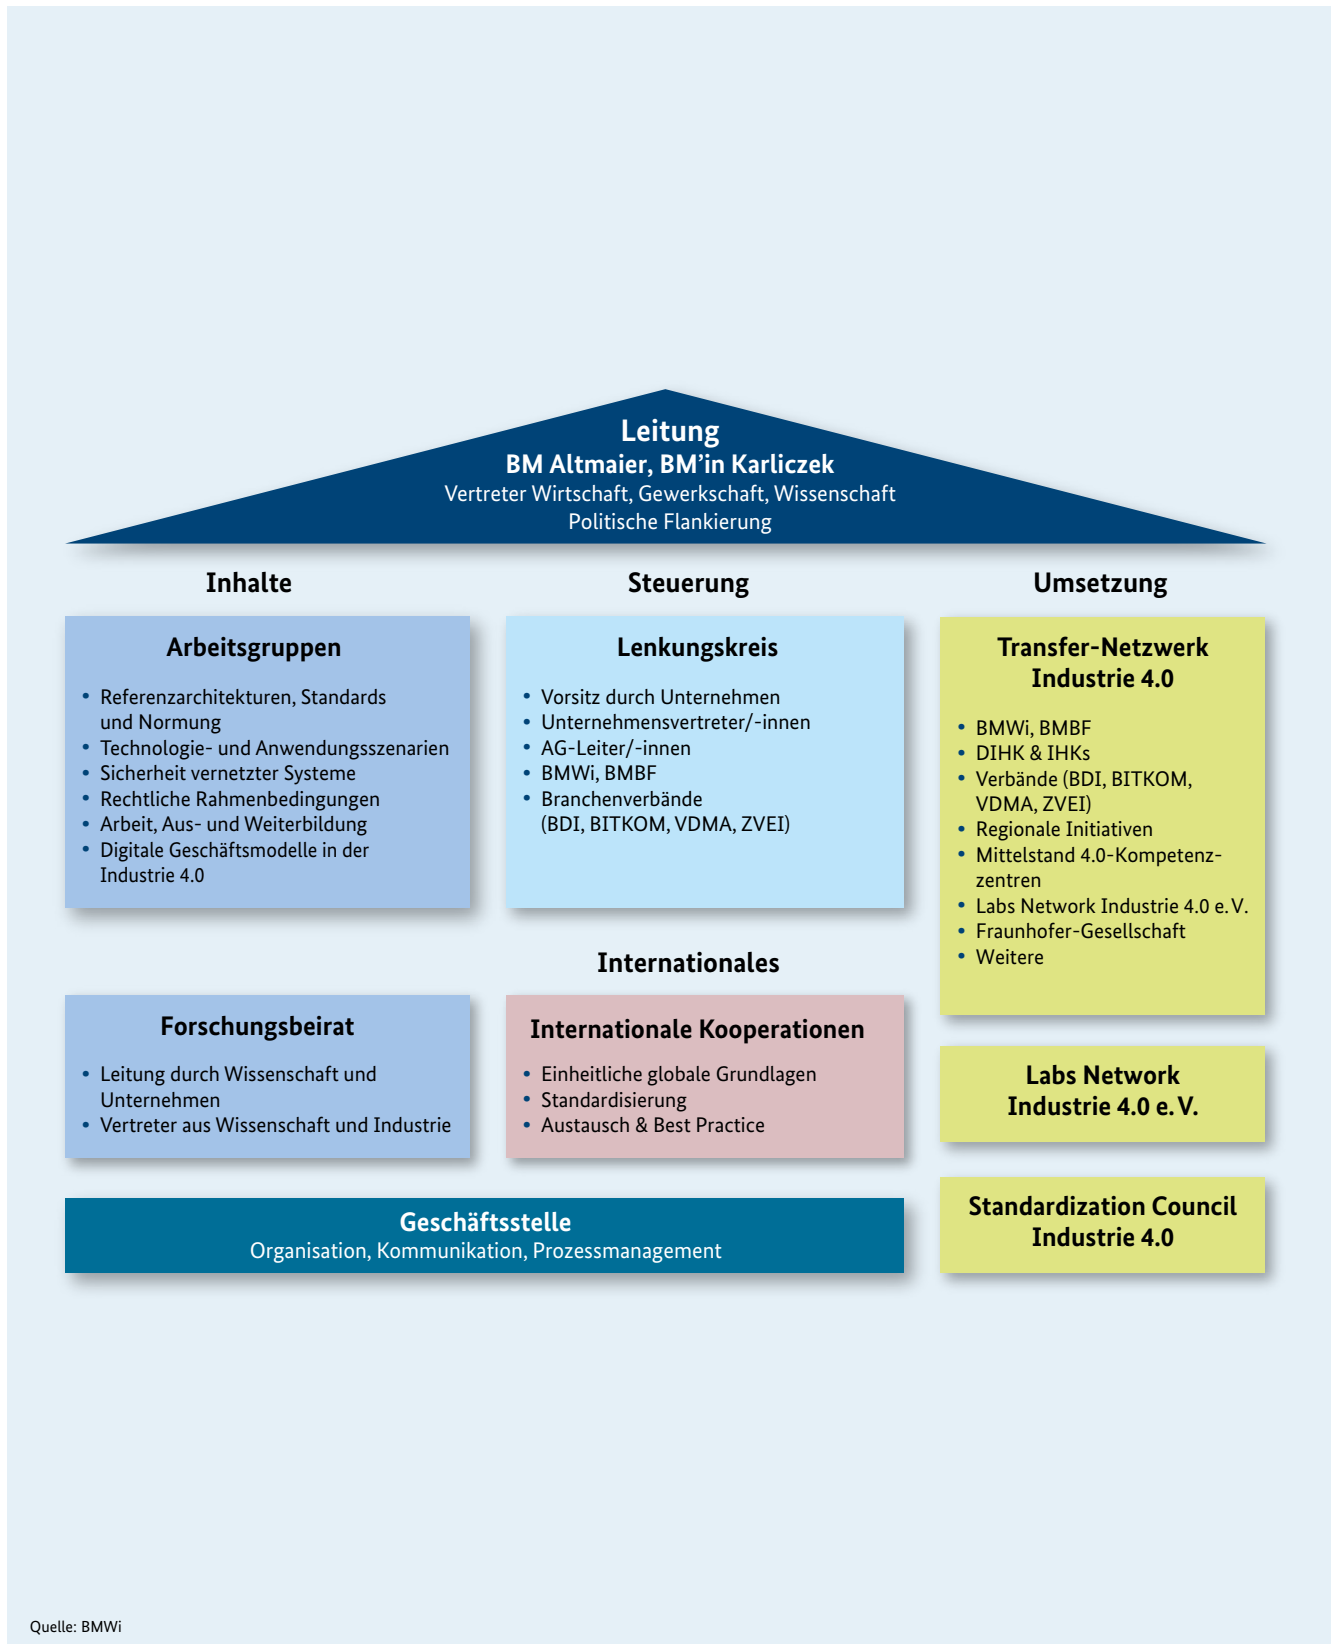 Leitung
BM Altmaier, BM’in Karliczek
Vertreter Wirtschaft, Gewerkschaft, Wissenschaft
Politische Flankierung
Inhalte
Arbeitsgruppen
• Referenzarchitekturen, Standards
und Normung
• Technologie- und Anwendungsszenarien
• Sicherheit vernetzter Systeme
• Rechtliche Rahmenbedingungen
• Arbeit, Aus- und Weiterbildung
• Digitale Geschäftsmodelle in der
Industrie 4.0
Forschungsbeirat
• Leitung durch Wissenschaft und
Unternehmen
• Vertreter aus Wissenschaft und Industrie
Steuerung
Lenkungskreis
• Vorsitz durch Unternehmen
• Unternehmensvertreter/-innen
• AG-Leiter/-innen
• BMWi, BMBF
• Branchenverbände
(BDI, BITKOM, VDMA, ZVEI)
Internationales
Internationale Kooperationen
• Einheitliche globale Grundlagen
• Standardisierung
• Austausch & Best Practice
Geschäftsstelle
Organisation, Kommunikation, Prozessmanagement
Umsetzung
Transfer-Netzwerk
Industrie 4.0
• BMWi, BMBF
• DIHK & IHKs
• Verbände (BDI, BITKOM,
VDMA, ZVEI)
• Regionale Initiativen
• Mittelstand 4.0-Kompetenz-
zentren
• Labs Network Industrie 4.0 e. V.
• Fraunhofer-Gesellschaft
• Weitere
Labs Network
Industrie 4.0 e. V.
Standardization Council
Industrie 4.0
Quelle: BMWi